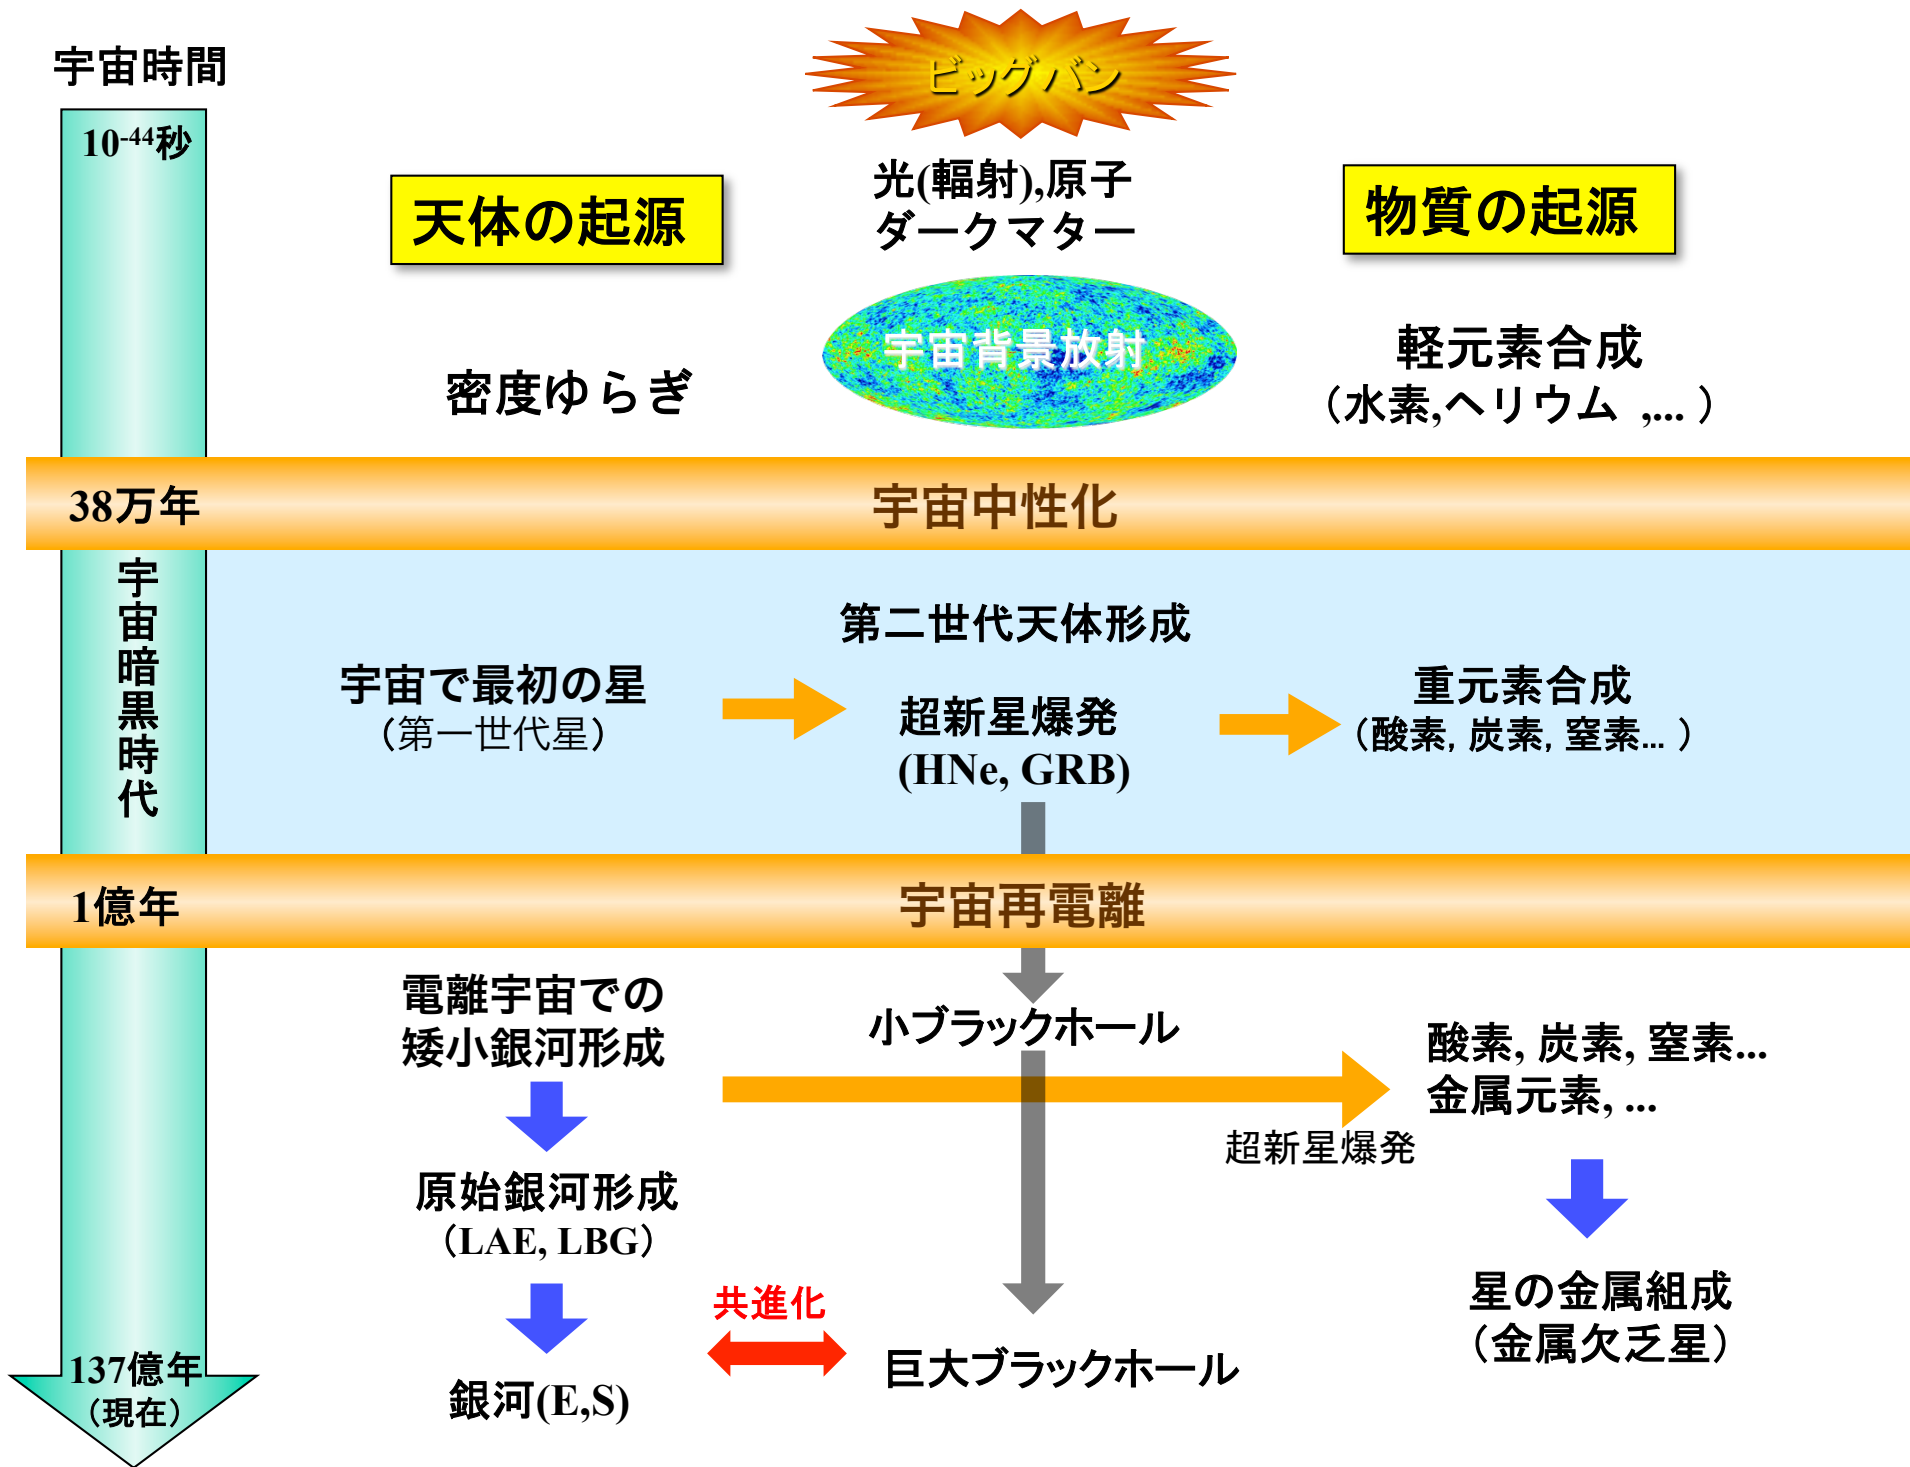 宇宙時間
ビッグバン
10-44秒
光(輻射),原子
ダークマター
天体の起源
物質の起源
宇宙背景放射
密度ゆらぎ
軽元素合成
（水素,ヘリウム ,... ）
38万年
宇宙中性化
宇宙暗黒時代
第二世代天体形成
宇宙で最初の星
（第一世代星）
超新星爆発
(HNe, GRB)
重元素合成
（酸素, 炭素, 窒素... ）
1億年
宇宙再電離
電離宇宙での
矮小銀河形成
小ブラックホール
酸素, 炭素, 窒素...
金属元素, ...
超新星爆発
原始銀河形成
（LAE, LBG）
共進化
星の金属組成
（金属欠乏星）
137億年
（現在）
銀河(E,S)
巨大ブラックホール